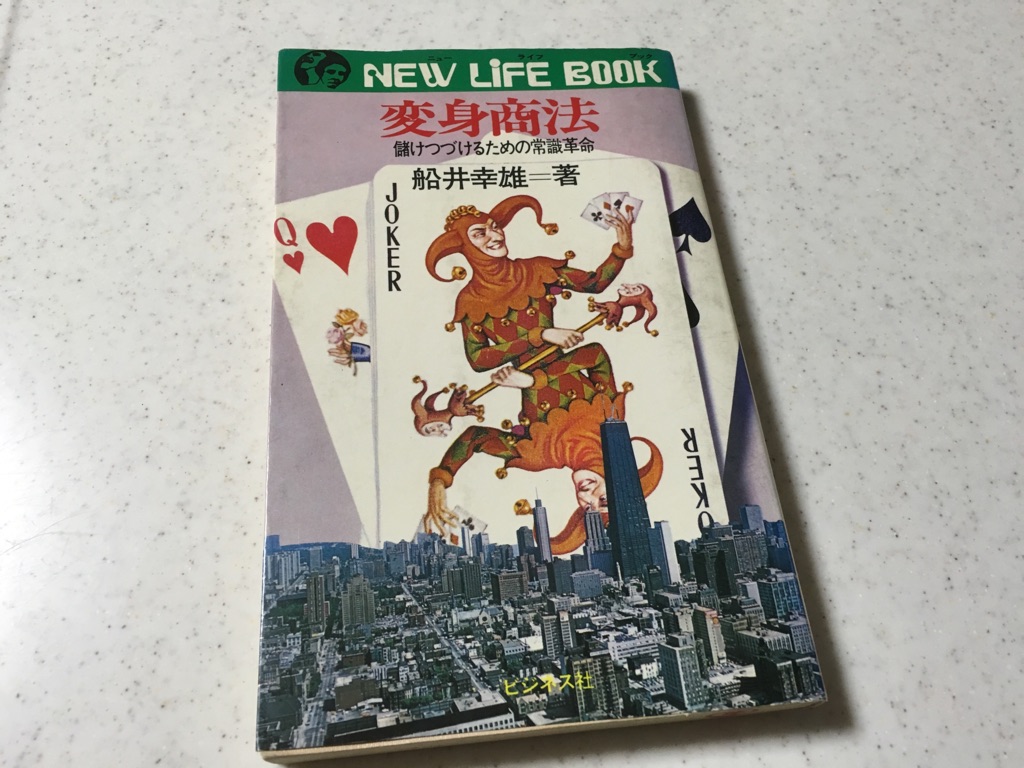 ニュー ライフ ブック
NEW LiFE BOOK
変身商法
儲けつづけるための常識革命
船井幸雄＝著
JOKER
Q
JOKER
ビジネス社